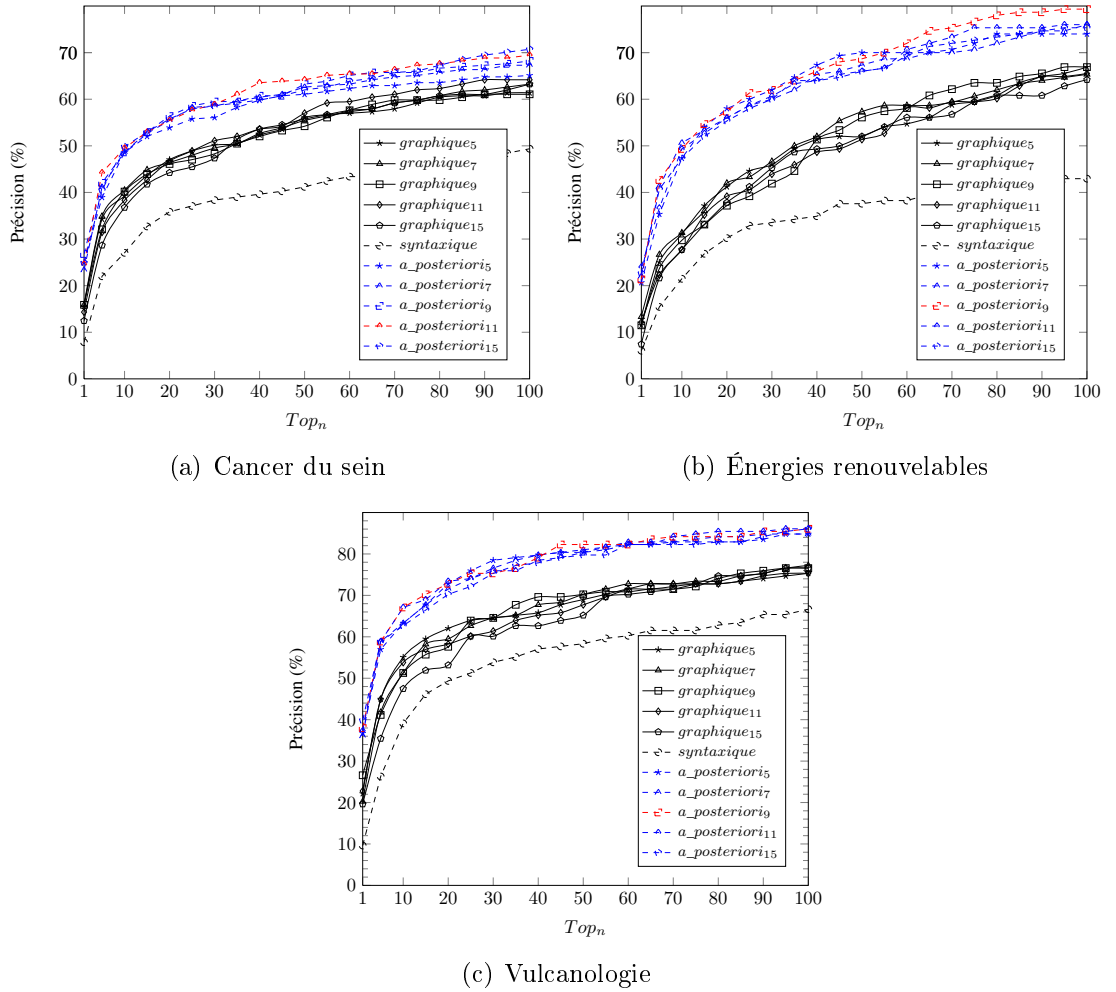 70
70
60
50
40
30
20
10
0
Précision (%)
1 10 20 30 40 50 60 70 80 90 100
Top_n
graphique_5
graphique_7
graphique_9
graphique_11
graphique_15
syntaxique
a_posteriori_5
a_posteriori_7
a_posteriori_9
a_posteriori_11
a_posteriori_15
(a) Cancer du sein
70
70
60
50
40
30
20
10
0
Précision (%)
1 10 20 30 40 50 60 70 80 90 100
Top_n
graphique_5
graphique_7
graphique_9
graphique_11
graphique_15
syntaxique
a_posteriori_5
a_posteriori_7
a_posteriori_9
a_posteriori_11
a_posteriori_15
(b) Énergies renouvelables
80
70
60
50
40
30
20
10
0
Précision (%)
1 10 20 30 40 50 60 70 80 90 100
Top_n
graphique_5
graphique_7
graphique_9
graphique_11
graphique_15
syntaxique
a_posteriori_5
a_posteriori_7
a_posteriori_9
a_posteriori_11
a_posteriori_15
(c) Vulcanologie